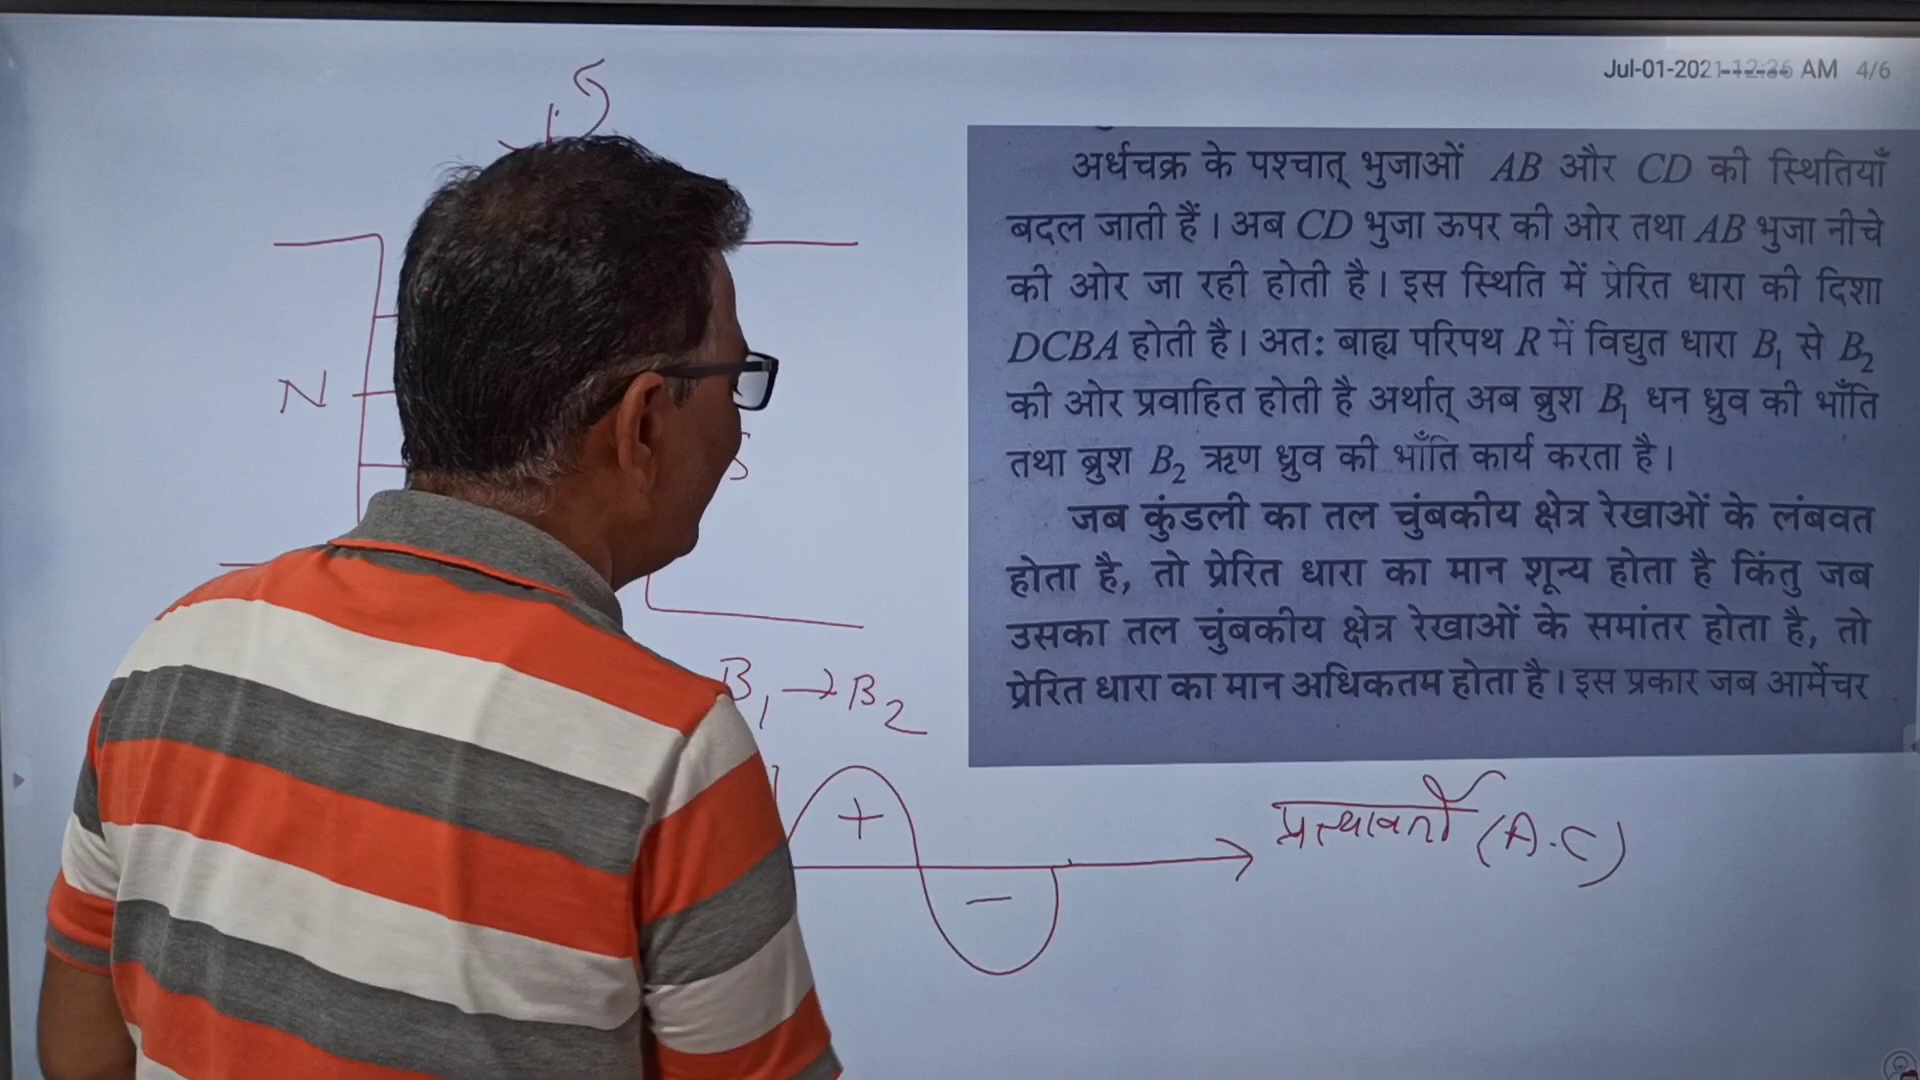 Jul-01-2021 12:36 AM 4/6
अर्धचक्र के पश्चात् भुजाओं AB और CD की स्थितियाँ
बदल जाती हैं। अब CD भुजा ऊपर की ओर तथा AB भुजा नीचे
की ओर जा रही होती है। इस स्थिति में प्रेरित धारा की दिशा
DCBA होती है। अतः बाह्य परिपथ R में विद्युत धारा B₁ से B₂
की ओर प्रवाहित होती है अर्थात् अब ब्रुश B₁ धन ध्रुव की भाँति
तथा ब्रुश B₂ ऋण ध्रुव की भाँति कार्य करता है।
जब कुंडली का तल चुंबकीय क्षेत्र रेखाओं के लंबवत
होता है, तो प्रेरित धारा का मान शून्य होता है किंतु जब
उसका तल चुंबकीय क्षेत्र रेखाओं के समांतर होता है, तो
प्रेरित धारा का मान अधिकतम होता है। इस प्रकार जब आर्मेचर
N
S
B₁ → B₂
+
−
प्रत्यावर्ती (A.C)